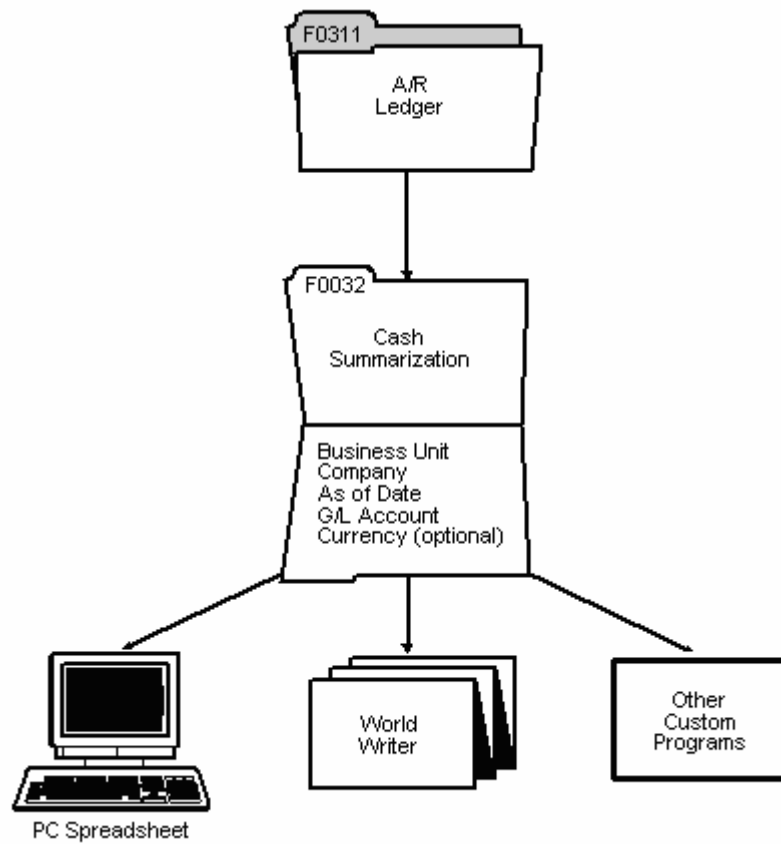 F0311
A/R
Ledger
F0032
Cash
Summarization
Business Unit
Company
As of Date
G/L Account
Currency (optional)
World
Writer
Other
Custom
Programs
PC Spreadsheet